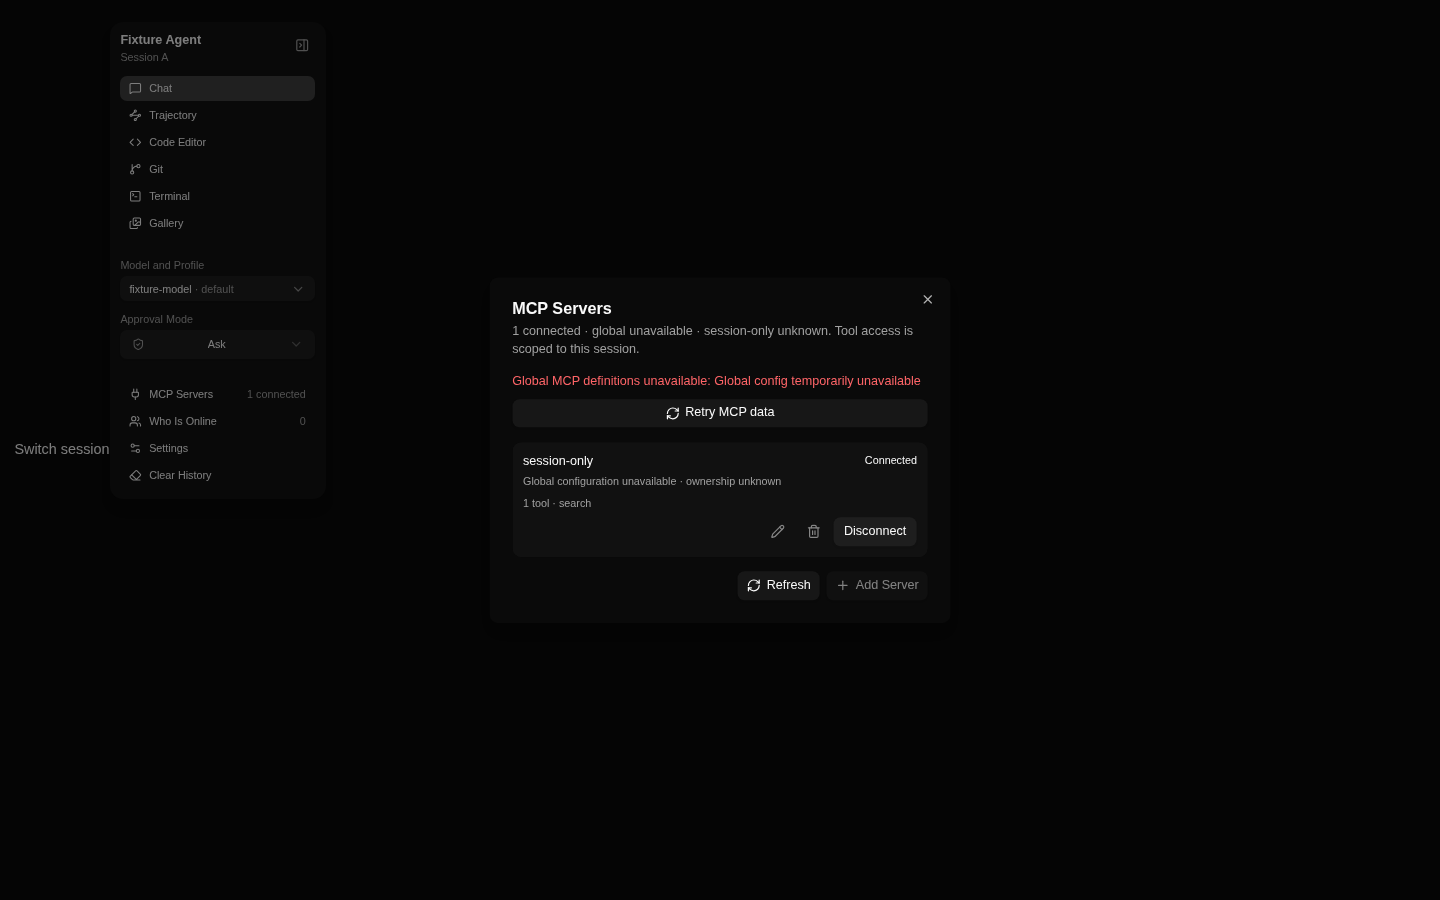 Fixture Agent
Session A
Chat
Trajectory
Code Editor
Git
Terminal
Gallery
Model and Profile
fixture-model · default
Approval Mode
Ask
MCP Servers 1 connected
Who Is Online 0
Switch session
Settings
Clear History
MCP Servers
1 connected · global unavailable · session-only unknown. Tool access is
scoped to this session.
Global MCP definitions unavailable: Global config temporarily unavailable
Retry MCP data
session-only Connected
Global configuration unavailable · ownership unknown
1 tool · search
Disconnect
Refresh Add Server